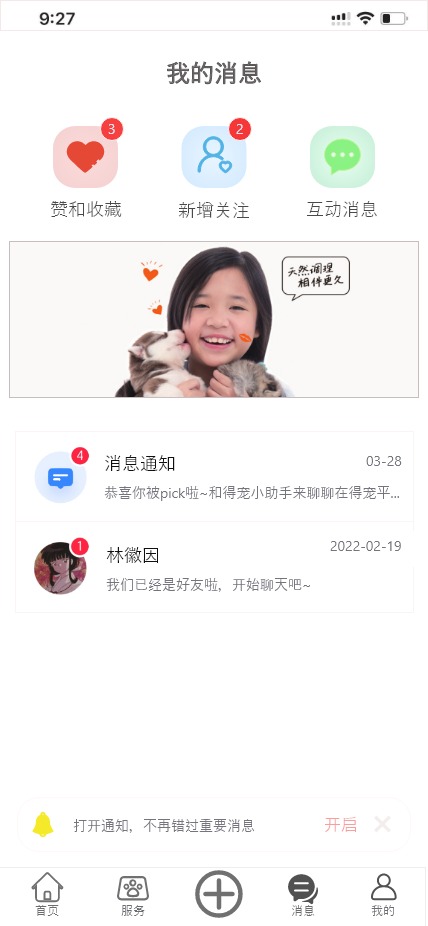 9:27
我的消息
3
2
赞和收藏
新增关注
互动消息
天然调理
相伴更久
4
消息通知
03-28
恭喜你被pick啦~和得宠小助手来聊聊在得宠平...
1
林徽因
2022-02-19
我们已经是好友啦，开始聊天吧~
打开通知，不再错过重要消息
开启
首页
服务
消息
我的